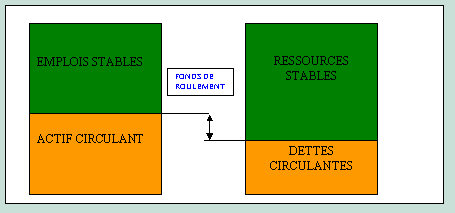 EMPLOIS STABLES
ACTIF CIRCULANT
FONDS DE
ROULEMENT
RESSOURCES
STABLES
DETTES
CIRCULANTES